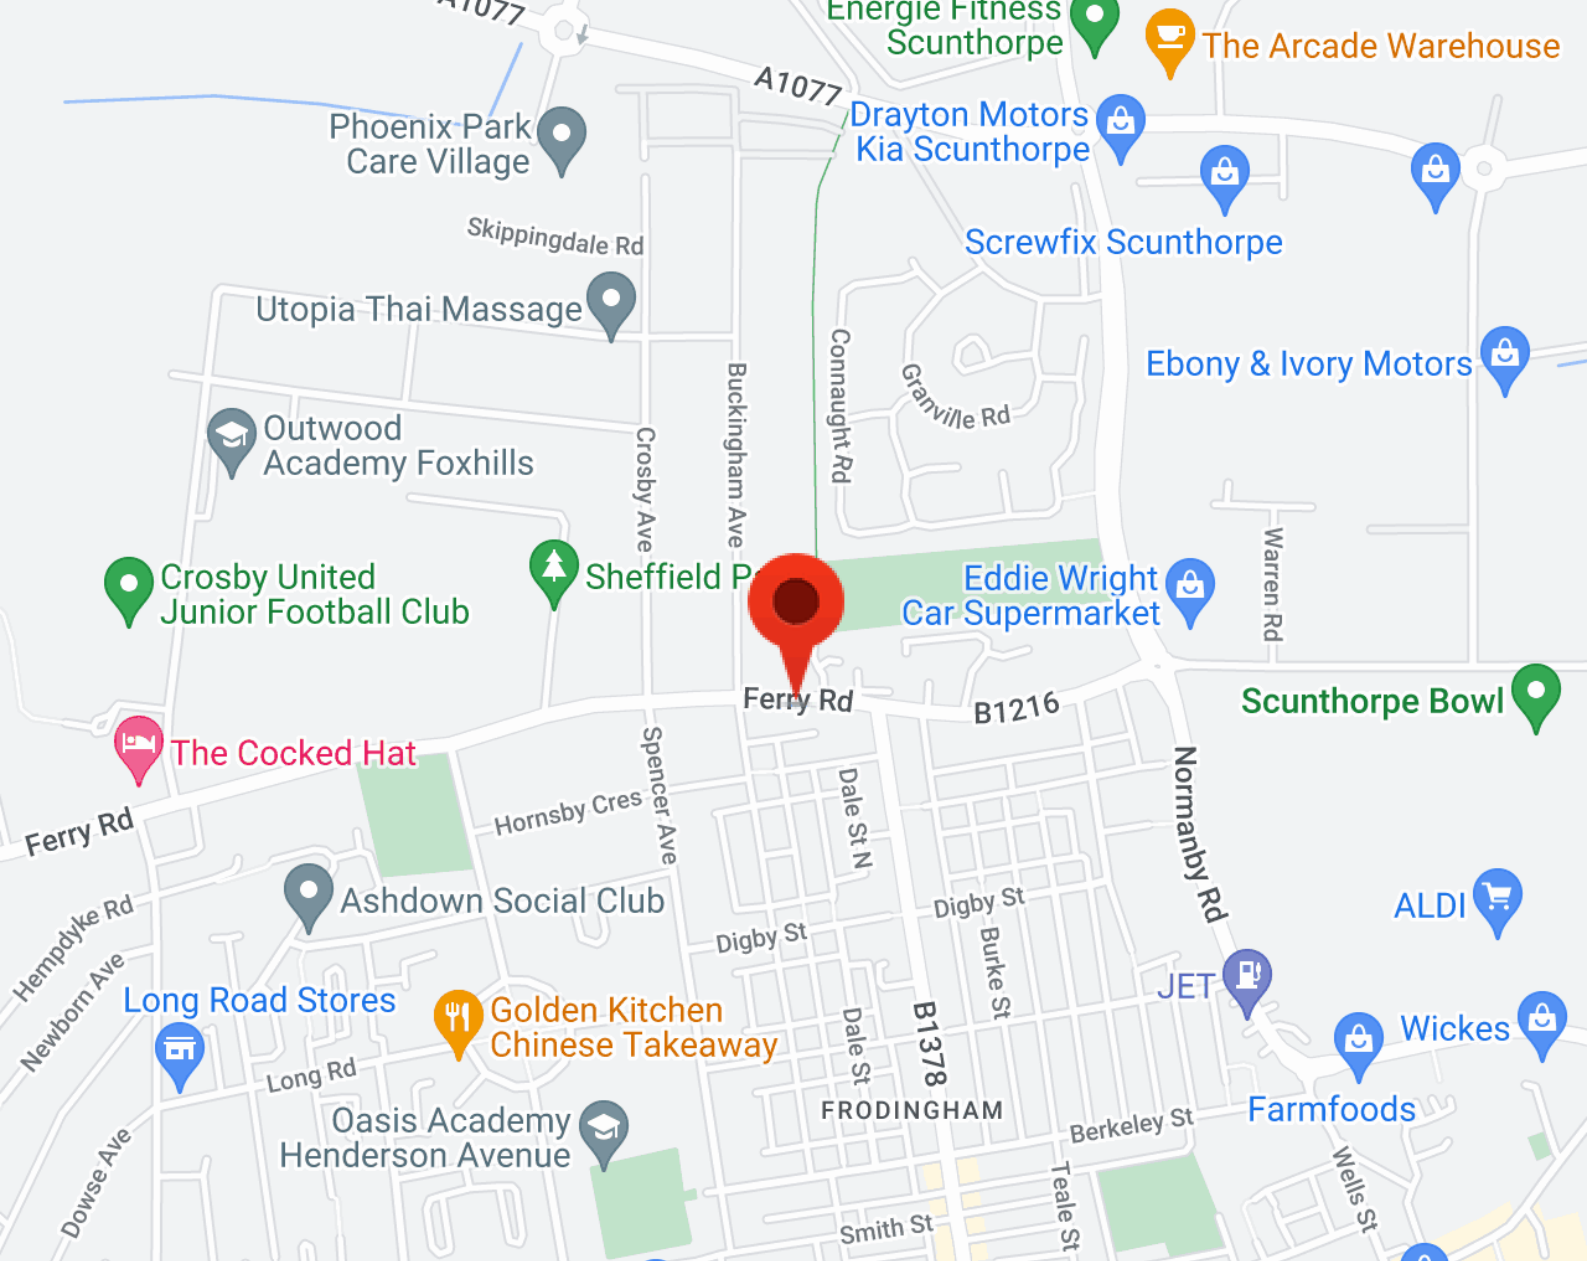 A1077
Energie Fitness
Scunthorpe
The Arcade Warehouse
A1077
Drayton Motors
Kia Scunthorpe
Phoenix Park
Care Village
Skippingdale Rd
Screwfix Scunthorpe
Utopia Thai Massage
Connaught Rd
Granville Rd
Ebony & Ivory Motors
Buckingham Ave
Crosby Ave
Outwood
Academy Foxhills
Warren Rd
Crosby United
Junior Football Club
Sheffield P
Eddie Wright
Car Supermarket
Ferry Rd
B1216
Scunthorpe Bowl
The Cocked Hat
Spencer Ave
Normanby Rd
Ferry Rd
Hornsby Cres
Dale St N
Hempdyke Rd
Ashdown Social Club
Digby St
ALDI
Digby St
Burke St
Newborn Ave
Long Road Stores
Golden Kitchen
Chinese Takeaway
JET
Wickes
Dale St
B1378
Long Rd
Oasis Academy
Henderson Avenue
FRODINGHAM
Berkeley St
Farmfoods
Dowse Ave
Teale St
Wells St
Smith St